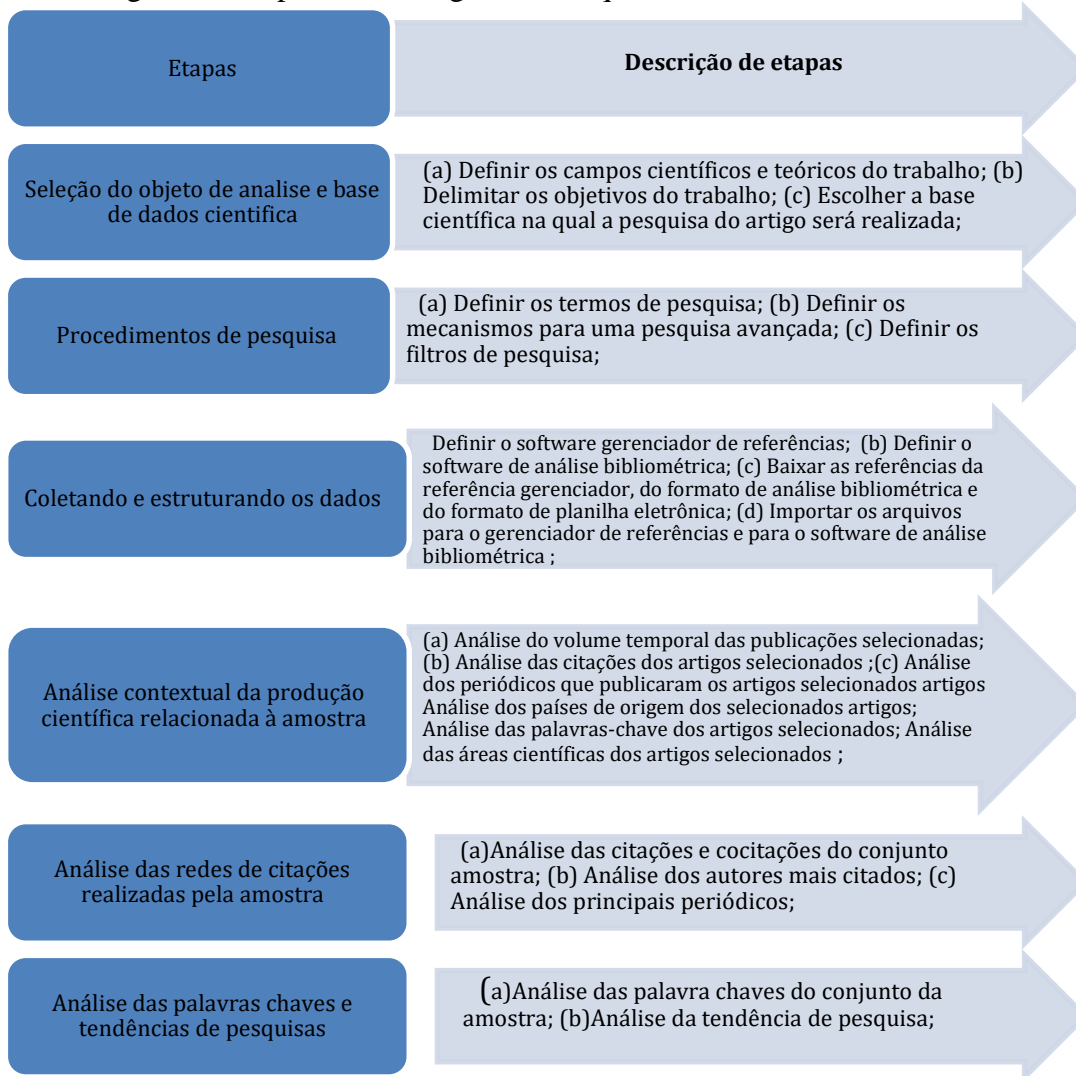 Etapas
Descrição de etapas
Seleção do objeto de analise e base
de dados cientifica
(a) Definir os campos científicos e teóricos do trabalho; (b)
Delimitar os objetivos do trabalho; (c) Escolher a base
científica na qual a pesquisa do artigo será realizada;
Procedimentos de pesquisa
(a) Definir os termos de pesquisa; (b) Definir os
mecanismos para uma pesquisa avançada; (c) Definir os
filtros de pesquisa;
Coletando e estruturando os dados
Definir o software gerenciador de referências; (b) Definir o
software de análise bibliométrica; (c) Baixar as referências da
referência gerenciador, do formato de análise bibliométrica e
do formato de planilha eletrônica; (d) Importar os arquivos
para o gerenciador de referências e para o software de análise
bibliométrica ;
Análise contextual da produção
científica relacionada à amostra
(a) Análise do volume temporal das publicações selecionadas;
(b) Análise das citações dos artigos selecionados ;(c) Análise
dos periódicos que publicaram os artigos selecionados artigos
Análise dos países de origem dos selecionados artigos;
Análise das palavras-chave dos artigos selecionados; Análise
das áreas científicas dos artigos selecionados ;
Análise das redes de citações
realizadas pela amostra
(a)Análise das citações e cocitações do conjunto
amostra; (b) Análise dos autores mais citados; (c)
Análise dos principais periódicos;
Análise das palavras chaves e
tendências de pesquisas
(a)Análise das palavra chaves do conjunto da
amostra; (b)Análise da tendência de pesquisa;